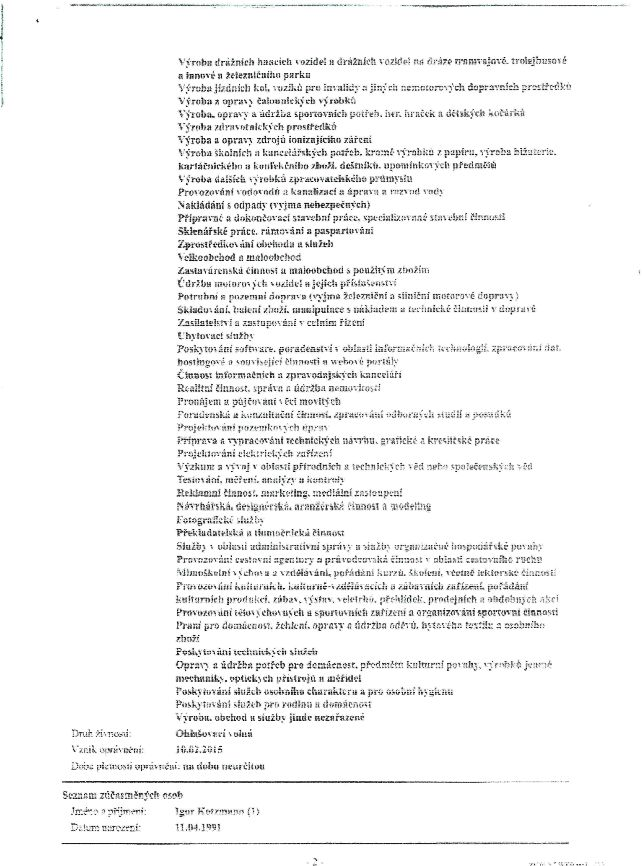 Výroba drážních hnacích vozidel a drážních vozidel na dráze tramvajové, trolejbusové
a lanové a železničního parku
Výroba jízdních kol, vozíků pro invalidy a jiných nemotorových dopravních prostředků
Výroba a opravy čalounických výrobků
Výroba, opravy a údržba sportovních potřeb, her, hraček a dětských kočárků
Výroba zdravotnických prostředků
Výroba a opravy zdrojů ionizujícího záření
Výroba školních a kancelářských potřeb, kromě výrobků z papíru, výroba bižuterie,
kartáčnického a konfekčního zboží, deštníků, upomínkových předmětů
Výroba dalších výrobků zpracovatelského průmyslu
Provozování vodovodů a kanalizací a úprava a rozvod vody
Nakládání s odpady (vyjma nebezpečných)
Přípravné a dokončovací stavební práce, specializované stavební činnosti
Sklenářské práce, rámování a paspartování
Zprostředkování obchodu a služeb
Velkoobchod a maloobchod
Zastavárenská činnost a maloobchod s použitým zbožím
Údržba motorových vozidel a jejich příslušenství
Potrubní a pozemní doprava (vyjma železniční a silniční motorové dopravy)
Skladování, balení zboží, manipulace s nákladem a technické činnosti v dopravě
Zasilatelství a zastupování v celním řízení
Ubytovací služby
Poskytování software, poradenství v oblasti informačních technologií, zpracování dat,
hostingové a související činnosti a webové portály
Činnost informačních a zpravodajských kanceláří
Realitní činnost, správa a údržba nemovitostí
Pronájem a půjčování věcí movitých
Poradenská a konzultační činnost, zpracování odborných studií a posudků
Projektování pozemkových úprav
Příprava a vypracování technických návrhů, grafické a kresličské práce
Projektování elektrických zařízení
Výzkum a vývoj v oblasti přírodních a technických věd nebo společenských věd
Testování, měření, analýzy a kontroly
Reklamní činnost, marketing, mediální zastoupení
Návrhářská, designérská, aranžérská činnost a modeling
Fotografické služby
Překladatelská a tlumočnická činnost
Služby v oblasti administrativní správy a služby organizačně hospodářské povahy
Provozování cestovní agentury a průvodcovská činnost v oblasti cestovního ruchu
Mimoškolní výchova a vzdělávání, pořádání kurzů, školení, včetně lektorské činnosti
Provozování kulturních, kulturně-vzdělávacích a zábavních zařízení, pořádání
kulturních produkcí, zábav, výstav, veletrhů, přehlídek, prodejních a obdobných akcí
Provozování tělovýchovných a sportovních zařízení a organizování sportovní činnosti
Praní pro domácnost, žehlení, opravy a údržba oděvů, bytového textilu a osobního
zboží
Poskytování technických služeb
Opravy a údržba potřeb pro domácnost, předmětů kulturní povahy, výrobků jemné
mechaniky, optických přístrojů a měřidel
Poskytování služeb osobního charakteru a pro osobní hygienu
Poskytování služeb pro rodinu a domácnost
Výroba, obchod a služby jinde nezařazené
Druh živnosti: Ohlašovací volná
Vznik oprávnění: 10.02.2015
Doba platnosti oprávnění: na dobu neurčitou
Seznam zúčastněných osob
Jméno a příjmení: Igor (1)
Datum narození: 11.04.1991
- 2 -